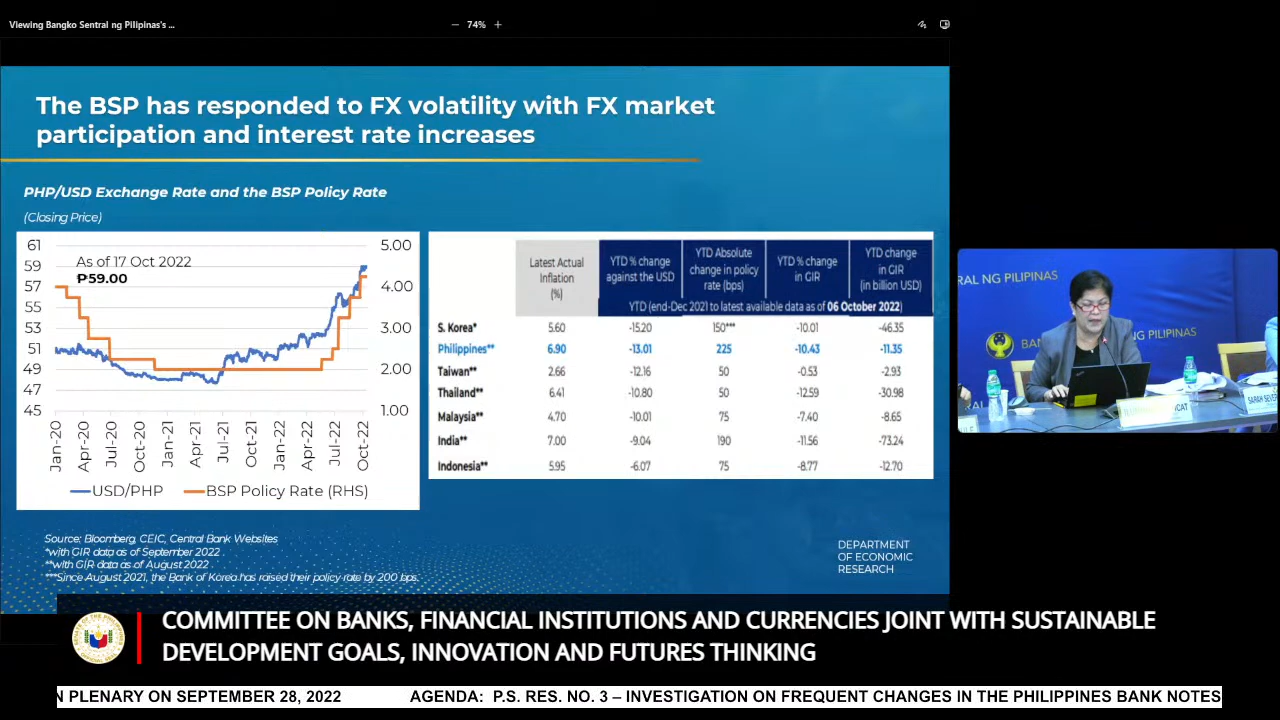 Viewing Bangko Sentral ng Pilipinas's ...
74%
The BSP has responded to FX volatility with FX market
participation and interest rate increases
PHP/USD Exchange Rate and the BSP Policy Rate
(Closing Price)
As of 17 Oct 2022
₱59.00
61 5.00
59
57 4.00
55
53 3.00
51
49 2.00
47
45 1.00
Jan-20 Apr-20 Jul-20 Oct-20 Jan-21 Apr-21 Jul-21 Oct-21 Jan-22 Apr-22 Jul-22 Oct-22
USD/PHP BSP Policy Rate (RHS)
Latest Actual Inflation (%) YTD % change against the USD YTD Absolute change in policy rate (bps) YTD % change in GIR YTD change in GIR (in billion USD)
YTD (end-Dec 2021 to latest available data as of 06 October 2022)
S. Korea* 5.60 -15.20 150*** -10.01 -46.35
Philippines** 6.90 -13.01 225 -10.43 -11.35
Taiwan** 2.66 -12.16 50 -0.53 -2.93
Thailand** 6.41 -10.80 50 -12.59 -30.98
Malaysia** 4.70 -10.01 75 -7.40 -8.65
India** 7.00 -9.04 190 -11.56 -73.24
Indonesia** 5.95 -6.07 75 -8.77 -12.70
Source: Bloomberg, CEIC, Central Bank Websites
*with GIR data as of September 2022
**with GIR data as of August 2022
***Since August 2021, the Bank of Korea has raised their policy rate by 200 bps.
DEPARTMENT
OF ECONOMIC
RESEARCH
RAL NG PILIPINAS
NG PILIPINAS
COMMITTEE ON BANKS, FINANCIAL INSTITUTIONS AND CURRENCIES JOINT WITH SUSTAINABLE
DEVELOPMENT GOALS, INNOVATION AND FUTURES THINKING
N PLENARY ON SEPTEMBER 28, 2022 AGENDA: P.S. RES. NO. 3 – INVESTIGATION ON FREQUENT CHANGES IN THE PHILIPPINES BANK NOTES